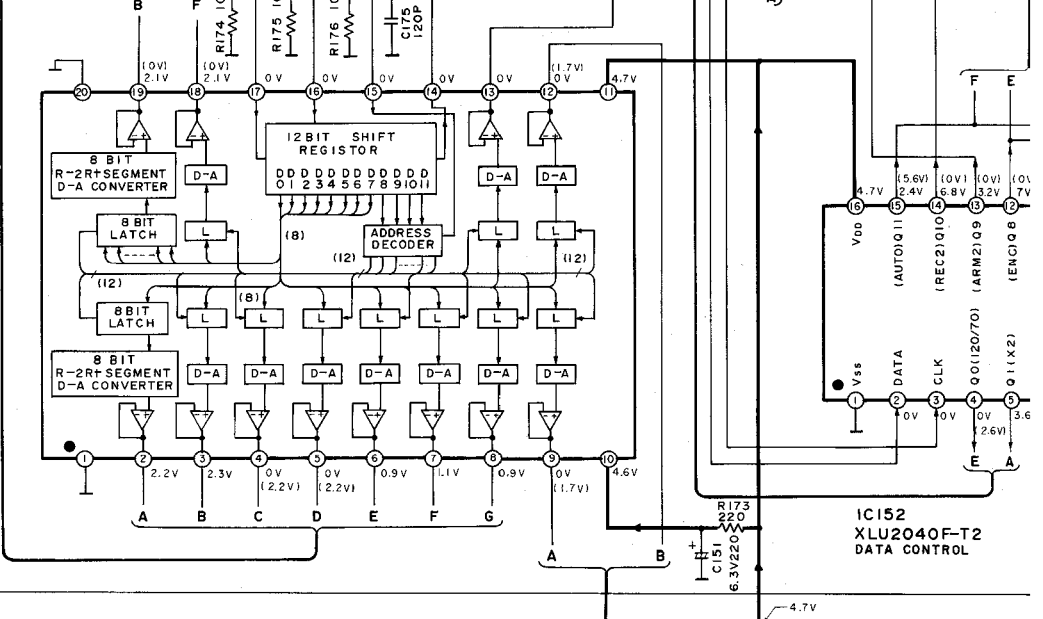 B
F
R174
R175
R176
C175
120P
(0V)
2.1V
(0V)
2.1V
0V
0V
0V
0V
0V
(1.7V)
0V
4.7V
20
19
18
17
16
15
14
13
12
11
12BIT SHIFT
REGISTOR
D D D D D D D D D D D D
0 1 2 3 4 5 6 7 8 9 10 11
8 BIT
R-2R+SEGMENT
D-A CONVERTER
D-A
D-A
D-A
8 BIT
LATCH
L
(8)
ADDRESS
DECODER
L
L
(12)
(12)
(12)
(8)
8 BIT
LATCH
L
L
L
L
L
L
L
8 BIT
R-2R+SEGMENT
D-A CONVERTER
D-A
D-A
D-A
D-A
D-A
D-A
D-A
1
2
3
4
5
6
7
8
9
10
2.2V
2.3V
0V
(2.2V)
0V
(2.2V)
0.9V
1.1V
0.9V
0V
(1.7V)
4.6V
A
B
C
D
E
F
G
A
B
R173
220
C151
6.3V220
+
4.7V
F
E
4.7V
(5.6V)
2.4V
(0V)
6.8V
(0V)
3.2V
16
15
14
13
12
VDD
(AUTO)Q11
(REC2)Q10
(ARM2)Q9
(ENC)Q8
Vss
DATA
CLK
Q0(120/70)
Q1(X2)
1
2
3
4
5
0V
0V
0V
(2.6V)
3.6
E
A
IC152
XLU2040F-T2
DATA CONTROL